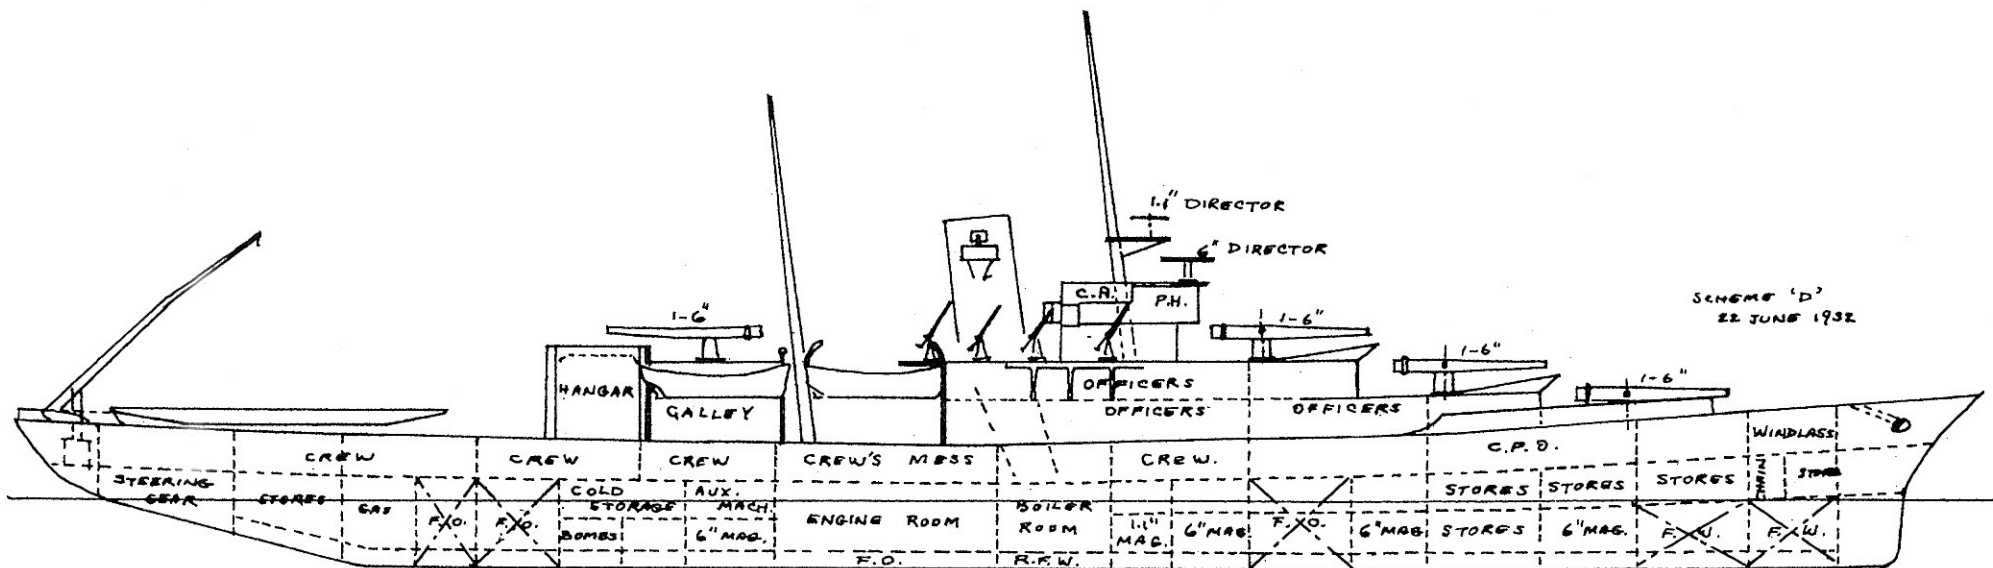 1.1" DIRECTOR
6" DIRECTOR
SCHEME 'D'
22 JUNE 1932
C.R.
P.H.
1-6"
1-6"
1-6"
1-6"
HANGAR
GALLEY
OFFICERS
OFFICERS
OFFICERS
CREW
CREW
CREW
CREW'S MESS
CREW.
C.P.O.
WINDLASS
STEERING
GEAR
STORES
GAS
F.O.
F.O.
COLD
STORAGE
BOMBS
AUX.
MACH.
6" MAG.
ENGINE ROOM
BOILER
ROOM
1.1"
MAG.
6" MAG
F.O.
6" MAG
STORES
STORES
STORES
6" MAG.
STORES
F.W.
CHAIN
STORES
F.W.
F.O.
R.F.W.